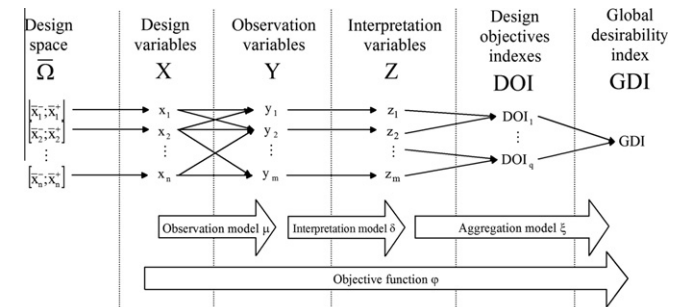 Design space
Ω̅
Design variables
X
Observation variables
Y
Interpretation variables
Z
Design objectives indexes
DOI
Global desirability index
GDI
[x̅₁⁻;x̅₁⁺]
x₁
y₁
z₁
DOI₁
[x̅₂⁻;x̅₂⁺]
x₂
y₂
z₂
⋮
⋮
⋮
⋮
⋮
GDI
[x̅ₙ⁻;x̅ₙ⁺]
xₙ
yₘ
zₘ
DOI_q
Observation model μ
Interpretation model δ
Aggregation model ξ
Objective function φ